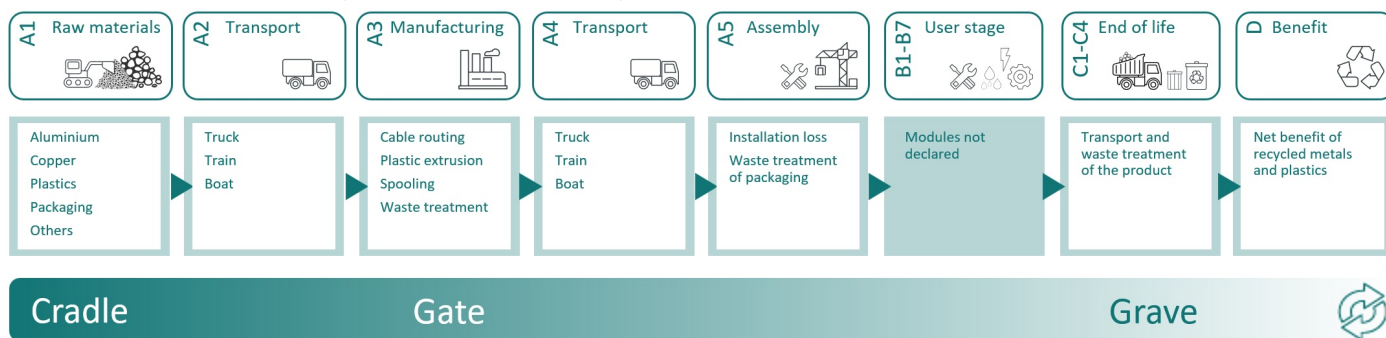 A1 Raw materials
A2 Transport
A3 Manufacturing
A4 Transport
A5 Assembly
B1-B7 User stage
C1-C4 End of life
D Benefit
Aluminium
Copper
Plastics
Packaging
Others
Truck
Train
Boat
Cable routing
Plastic extrusion
Spooling
Waste treatment
Truck
Train
Boat
Installation loss
Waste treatment
of packaging
Modules not
declared
Transport and
waste treatment
of the product
Net benefit of
recycled metals
and plastics
Cradle
Gate
Grave